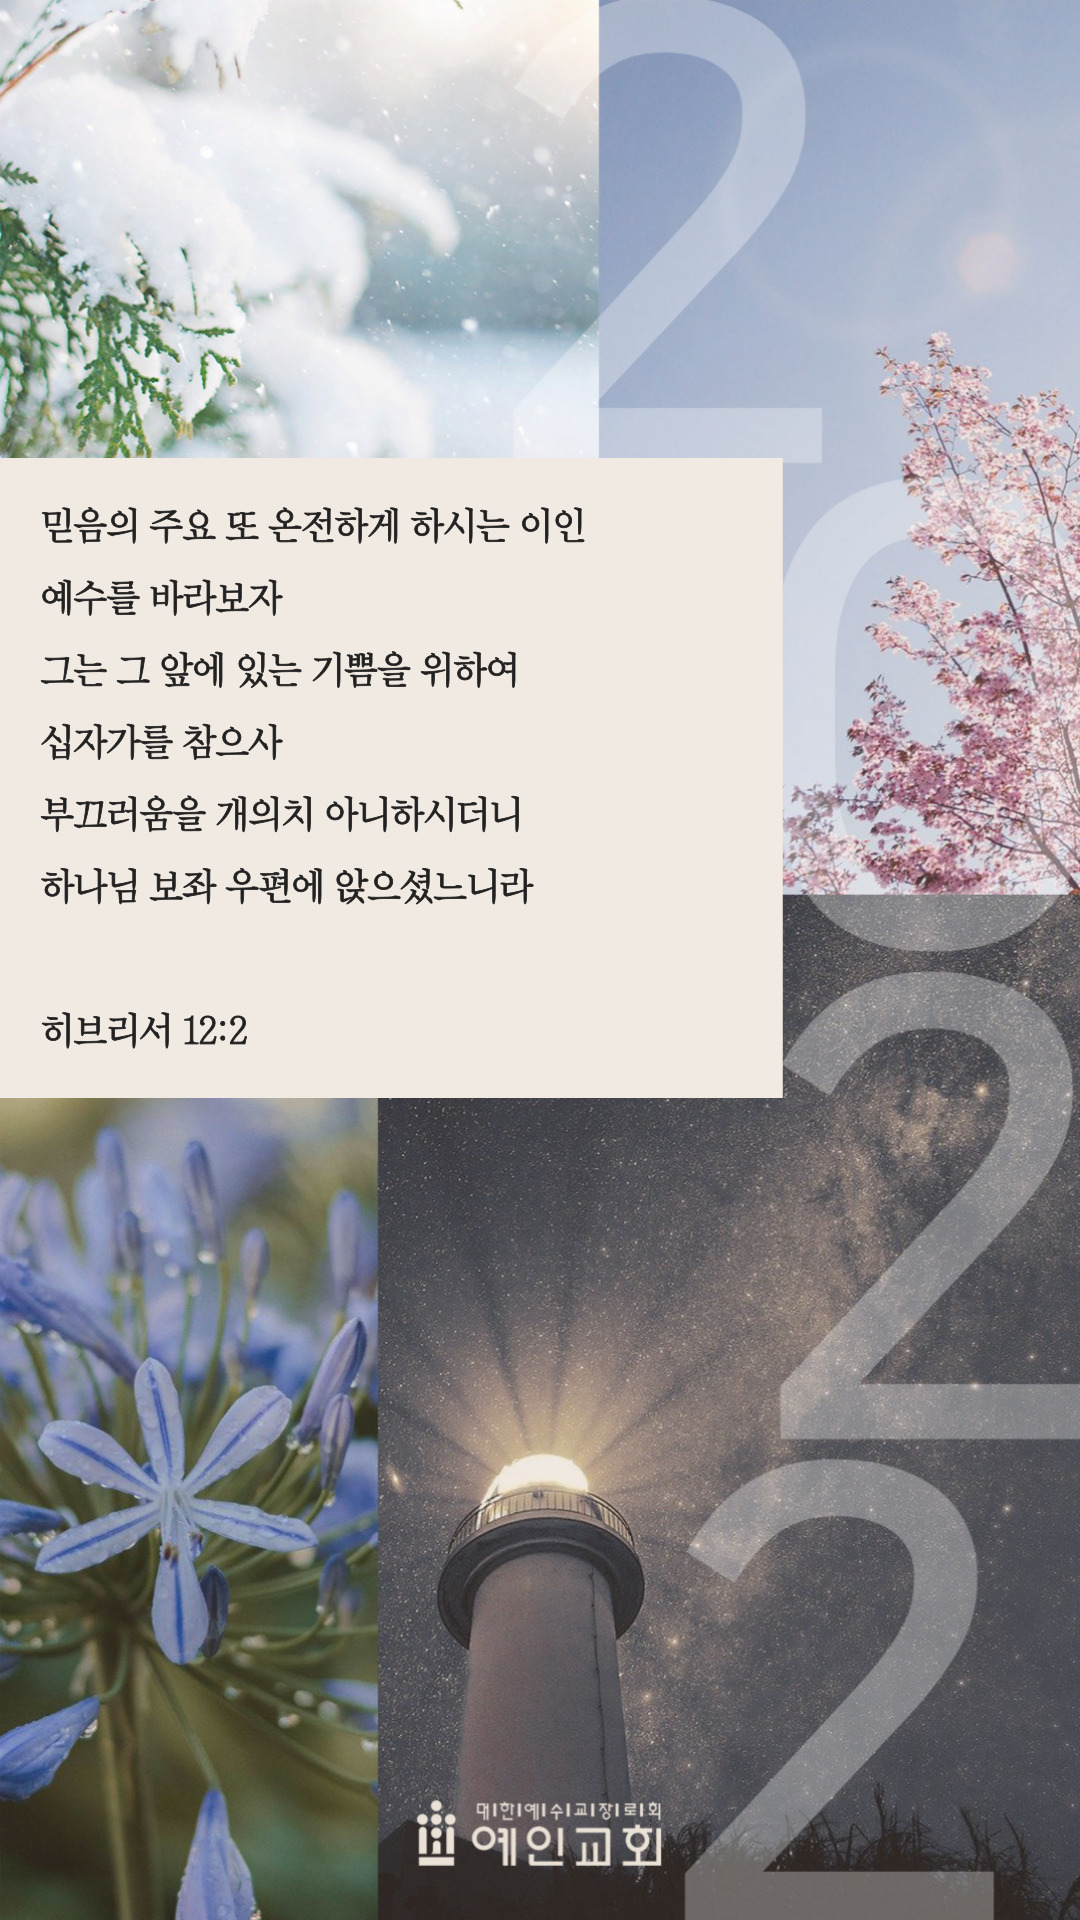 2
0
2
2
믿음의 주요 또 온전하게 하시는 이인
예수를 바라보자
그는 그 앞에 있는 기쁨을 위하여
십자가를 참으사
부끄러움을 개의치 아니하시더니
하나님 보좌 우편에 앉으셨느니라
히브리서 12:2
대한예수교장로회
예인교회